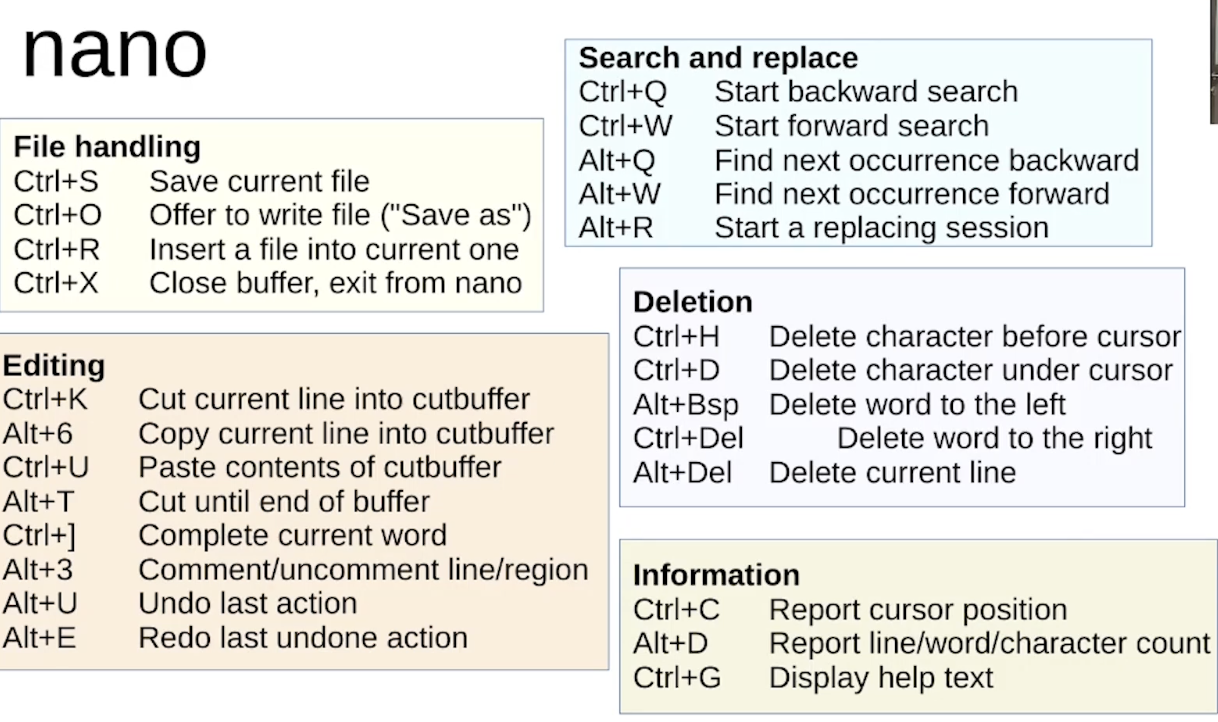 nano
File handling
Ctrl+S Save current file
Ctrl+O Offer to write file ("Save as")
Ctrl+R Insert a file into current one
Ctrl+X Close buffer, exit from nano
Editing
Ctrl+K Cut current line into cutbuffer
Alt+6 Copy current line into cutbuffer
Ctrl+U Paste contents of cutbuffer
Alt+T Cut until end of buffer
Ctrl+] Complete current word
Alt+3 Comment/uncomment line/region
Alt+U Undo last action
Alt+E Redo last undone action
Search and replace
Ctrl+Q Start backward search
Ctrl+W Start forward search
Alt+Q Find next occurrence backward
Alt+W Find next occurrence forward
Alt+R Start a replacing session
Deletion
Ctrl+H Delete character before cursor
Ctrl+D Delete character under cursor
Alt+Bsp Delete word to the left
Ctrl+Del Delete word to the right
Alt+Del Delete current line
Information
Ctrl+C Report cursor position
Alt+D Report line/word/character count
Ctrl+G Display help text